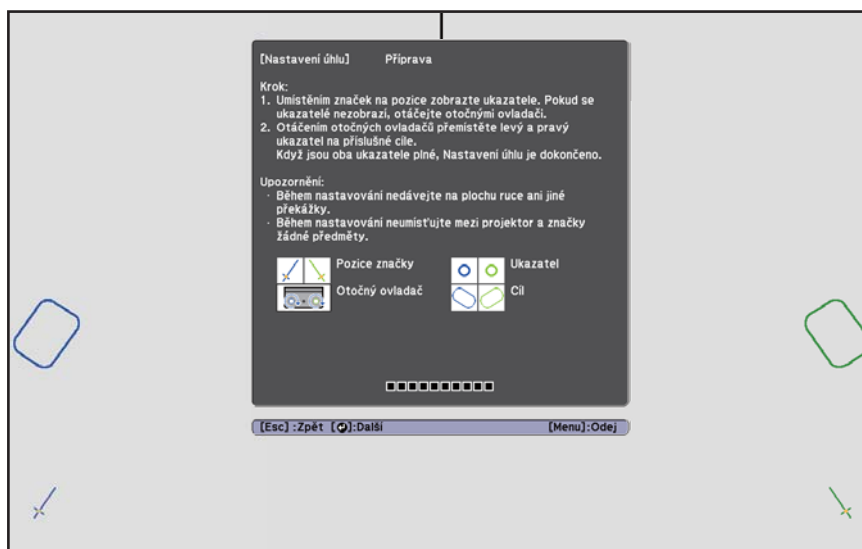 [Nastavení úhlu] Příprava
Krok:
1. Umístěním značek na pozice zobrazte ukazatele. Pokud se
ukazatelé nezobrazí, otáčejte otočnými ovladači.
2. Otáčením otočných ovladačů přemístěte levý a pravý
ukazatel na příslušné cíle.
Když jsou oba ukazatele plné, Nastavení úhlu je dokončeno.
Upozornění:
· Během nastavování nedávejte na plochu ruce ani jiné
překážky.
· Během nastavování neumisťujte mezi projektor a značky
žádné předměty.
Pozice značky Ukazatel
Otočný ovladač Cíl
[Esc] :Zpět [⏎]:Další [Menu]:Odej